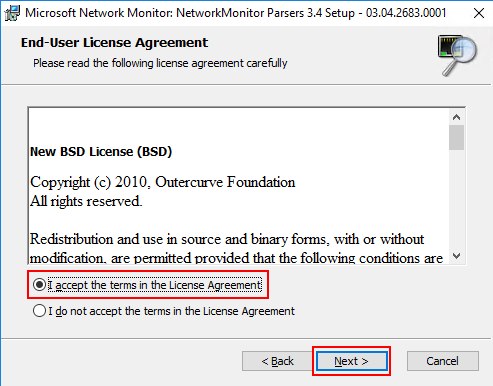 Microsoft Network Monitor: NetworkMonitor Parsers 3.4 Setup - 03.04.2683.0001
End-User License Agreement
Please read the following license agreement carefully
New BSD License (BSD)
Copyright (c) 2010, Outercurve Foundation
All rights reserved.
Redistribution and use in source and binary forms, with or without
modification, are permitted provided that the following conditions are
I accept the terms in the License Agreement
I do not accept the terms in the License Agreement
< Back Next > Cancel